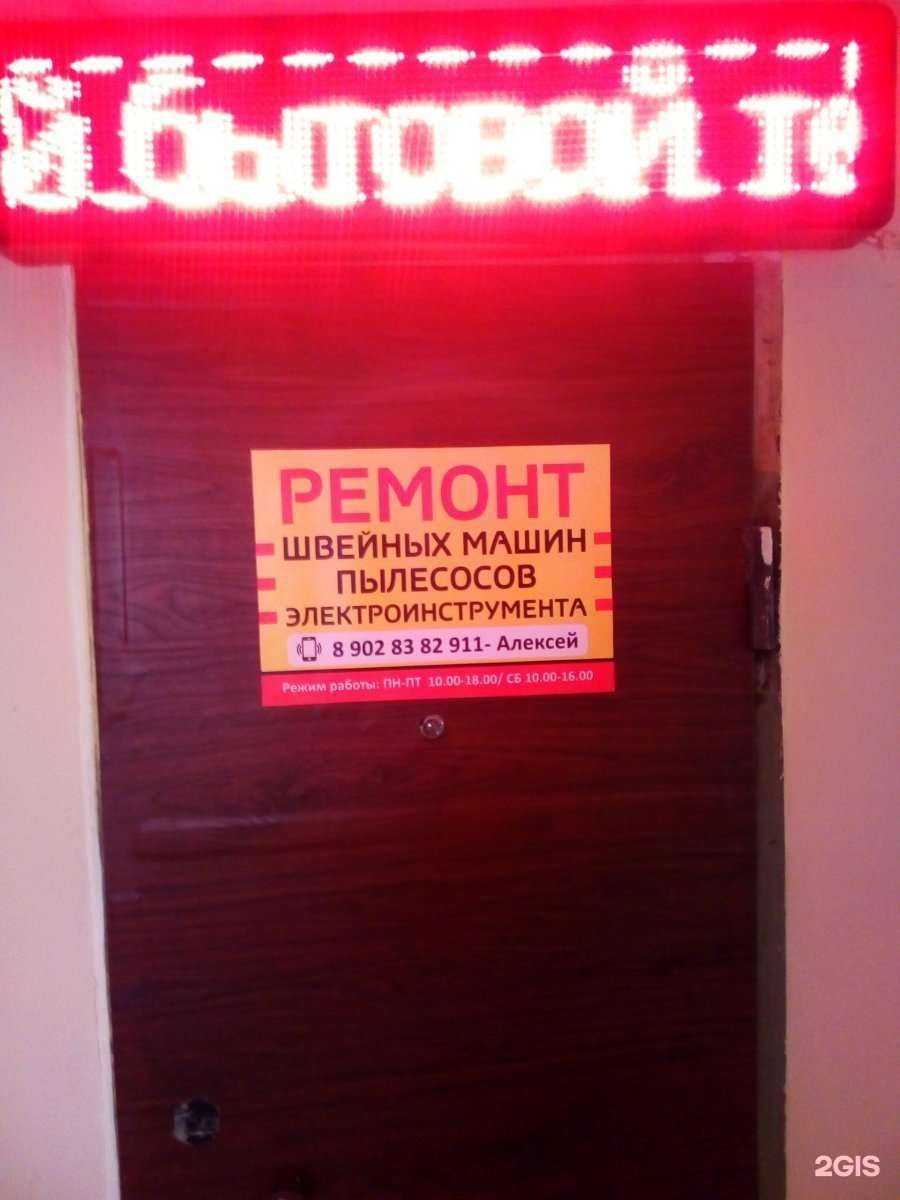 й бытовой те
РЕМОНТ
ШВЕЙНЫХ МАШИН
ПЫЛЕСОСОВ
ЭЛЕКТРОИНСТРУМЕНТА
8 902 83 82 911- Алексей
Режим работы: ПН-ПТ 10.00-18.00/ СБ 10.00-16.00
2GIS